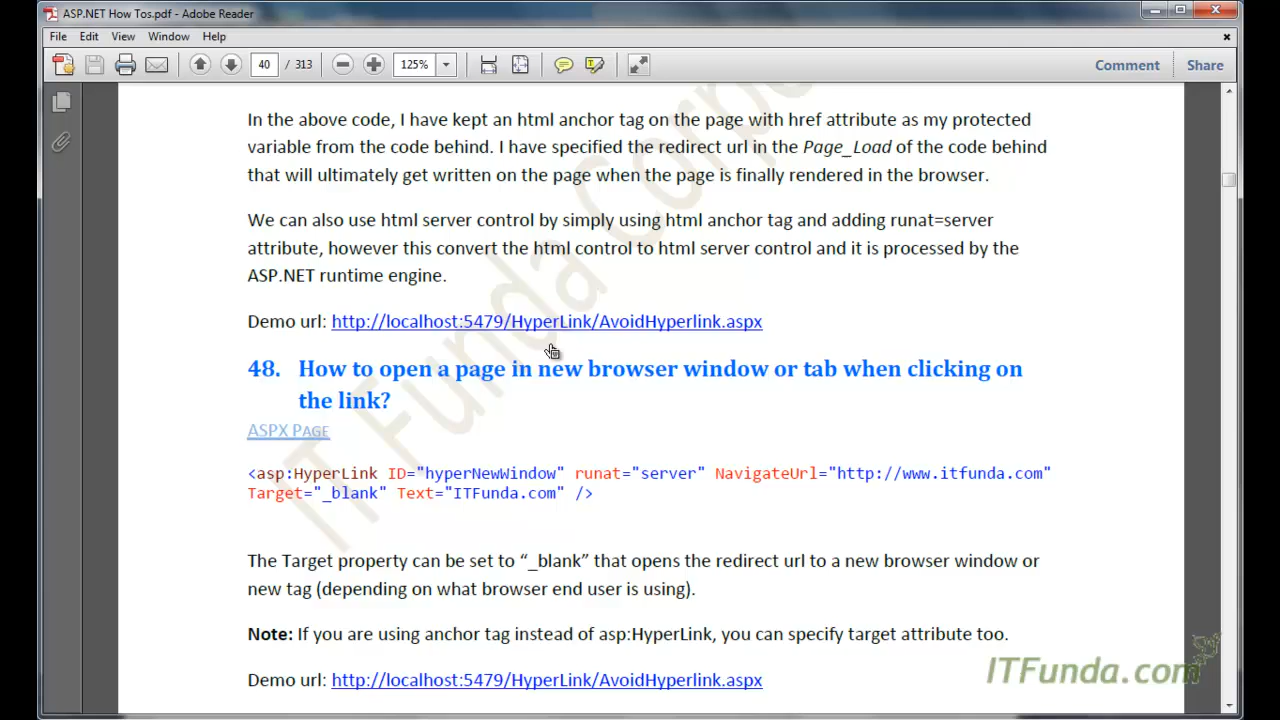 ASP.NET How Tos.pdf - Adobe Reader
File Edit View Window Help
40 / 313 125% Comment Share
In the above code, I have kept an html anchor tag on the page with href attribute as my protected
variable from the code behind. I have specified the redirect url in the Page_Load of the code behind
that will ultimately get written on the page when the page is finally rendered in the browser.
We can also use html server control by simply using html anchor tag and adding runat=server
attribute, however this convert the html control to html server control and it is processed by the
ASP.NET runtime engine.
Demo url: http://localhost:5479/HyperLink/AvoidHyperlink.aspx
48. How to open a page in new browser window or tab when clicking on
the link?
ASPX PAGE
<asp:HyperLink ID="hyperNewWindow" runat="server" NavigateUrl="http://www.itfunda.com"
Target="_blank" Text="ITFunda.com" />
The Target property can be set to “_blank” that opens the redirect url to a new browser window or
new tag (depending on what browser end user is using).
Note: If you are using anchor tag instead of asp:HyperLink, you can specify target attribute too.
Demo url: http://localhost:5479/HyperLink/AvoidHyperlink.aspx
IT Funda Corpo
ITFunda.com